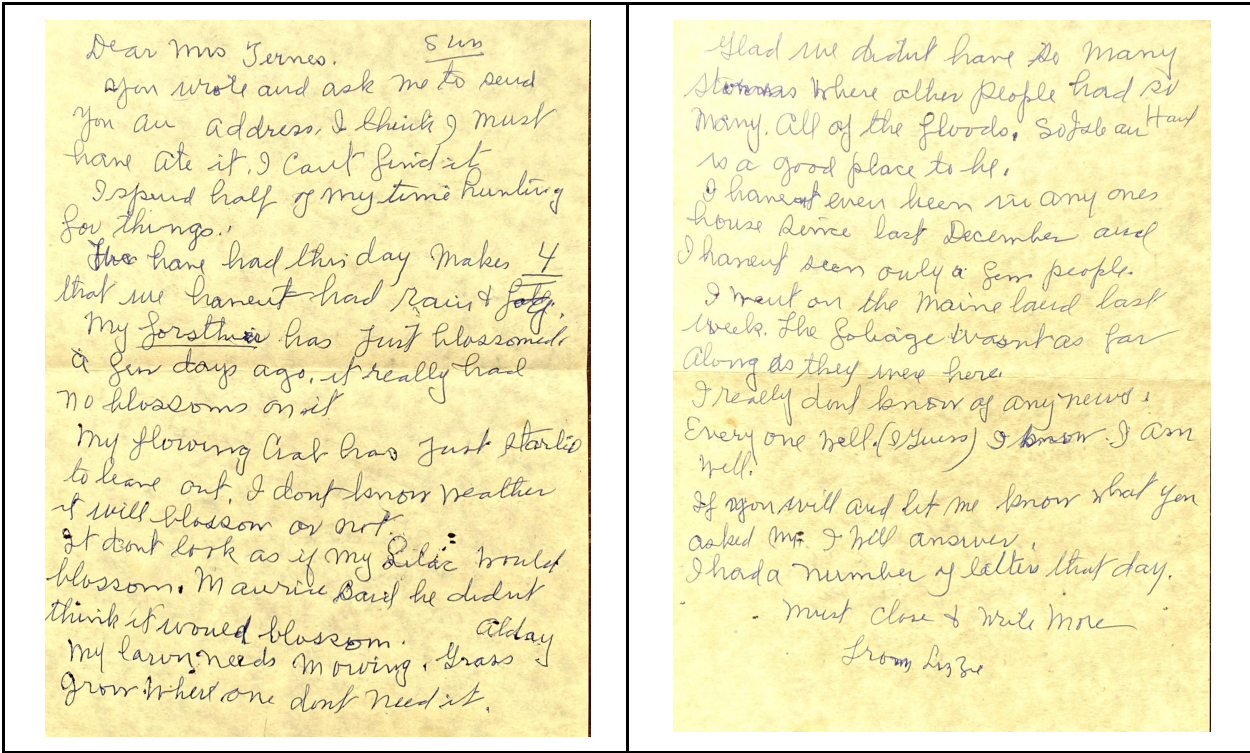 Sun
Dear Mrs Ternes.
you wrote and ask me to send
you an address, I think I must
have ate it. I cant find it
I spend half of my time hunting
for things.
have had this day makes 4
that we havent had rain & fog.
My forsthia has just blossomed
a few days ago, it really had
no blossoms on it
My flowing Crab has just started
to leave out, I dont know weather
it will blossom or not.
It dont look as if my Lilac would
blossom. Maurice said he didnt
think it would blossom.
Alday
My lawn needs mowing. Grass
grow where one dont need it.
Glad we didnt have so many
storms where other people had so
many. All of the floods. So Isle au Haut
is a good place to be.
I havent even been in any ones
house since last December and
I havent seen only a few people.
I went on the Maine land last
week. The foliage wasnt as far
along as they were here.
I really dont know of any news.
Every one well. (I Guess) I know I am
well.
If you will and let me know what you
asked me I will answer.
I had a number of letters that day.
Must close & write more
From Lizzie